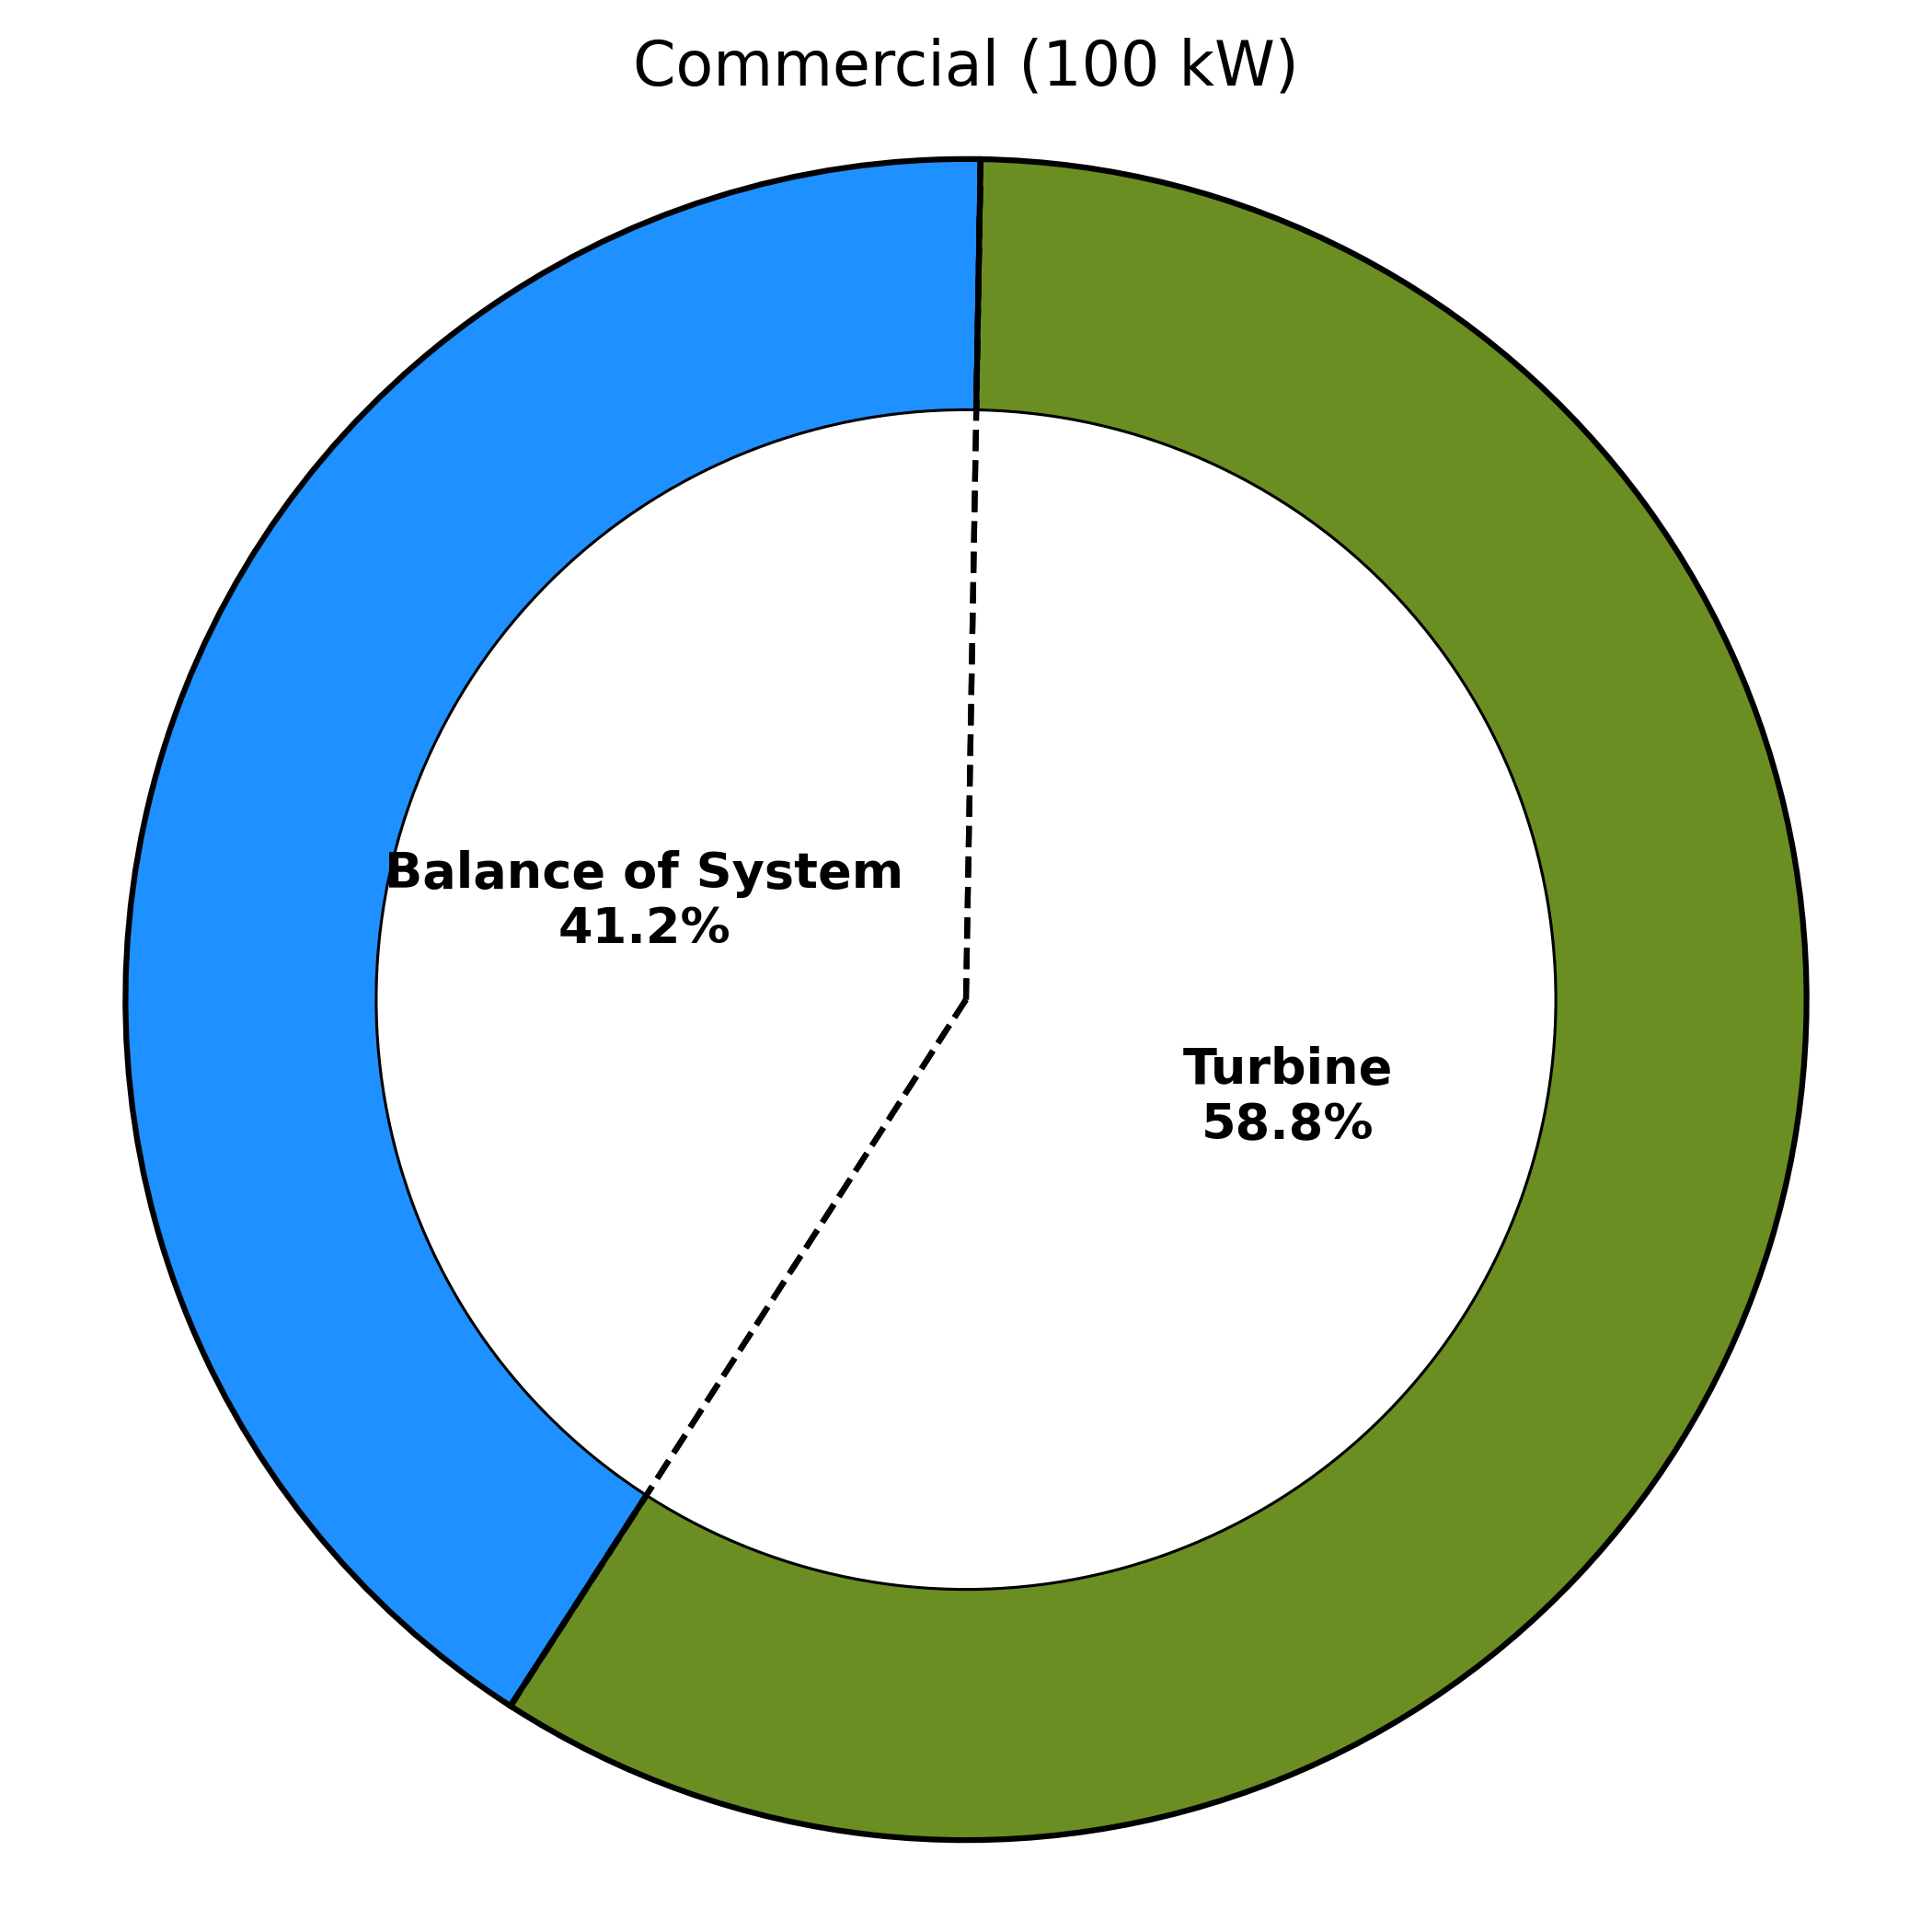 Commercial (100 kW)
Balance of System
41.2%
Turbine
58.8%